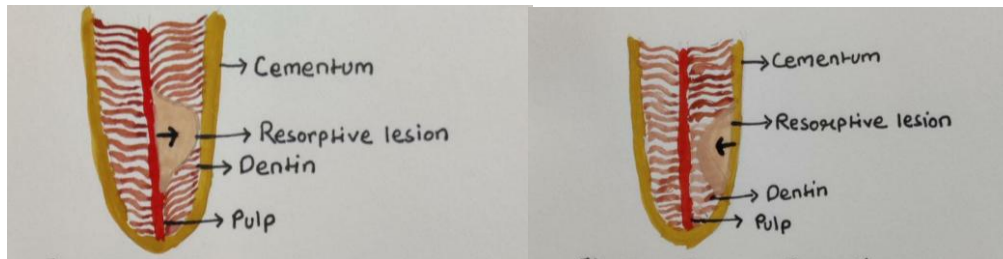 Cementum
Resorptive lesion
Dentin
Pulp
Cementum
Resorptive lesion
Dentin
Pulp